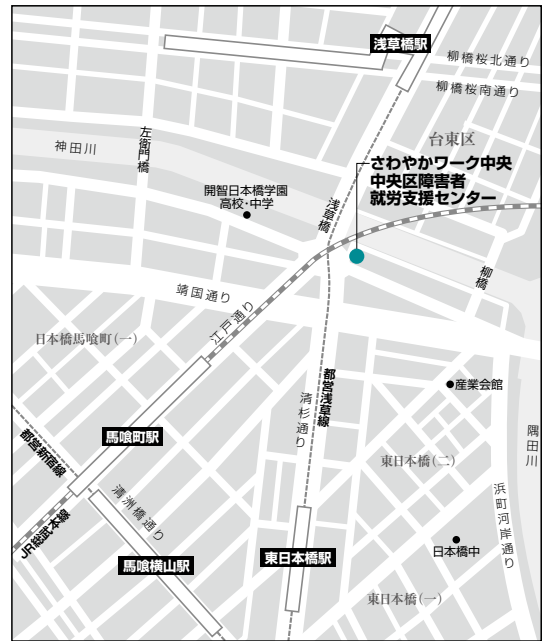 浅草橋駅
柳橋桜北通り
柳橋桜南通り
台東区
左衛門橋
神田川
さわやかワーク中央
中央区障害者
就労支援センター
開智日本橋学園
高校・中学
浅草橋
柳橋
靖国通り
江戸通り
日本橋馬喰町(一)
都営浅草線
清杉通り
産業会館
隅田川
馬喰町駅
都営新宿線
東日本橋(二)
清洲橋通り
浜町河岸通り
JR総武本線
馬喰横山駅
東日本橋駅
日本橋中
東日本橋(一)